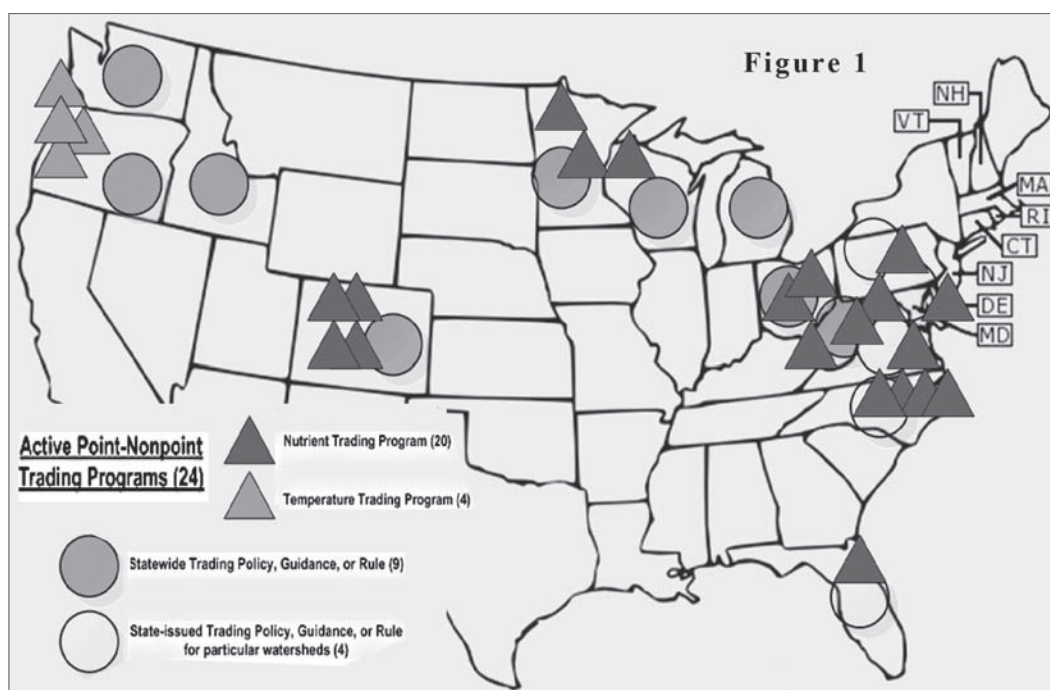 Figure 1
NH
VT
MA
RI
CT
NJ
DE
MD
Active Point-Nonpoint
Trading Programs (24)
Nutrient Trading Program (20)
Temperature Trading Program (4)
Statewide Trading Policy, Guidance, or Rule (9)
State-issued Trading Policy, Guidance, or Rule
for particular watersheds (4)